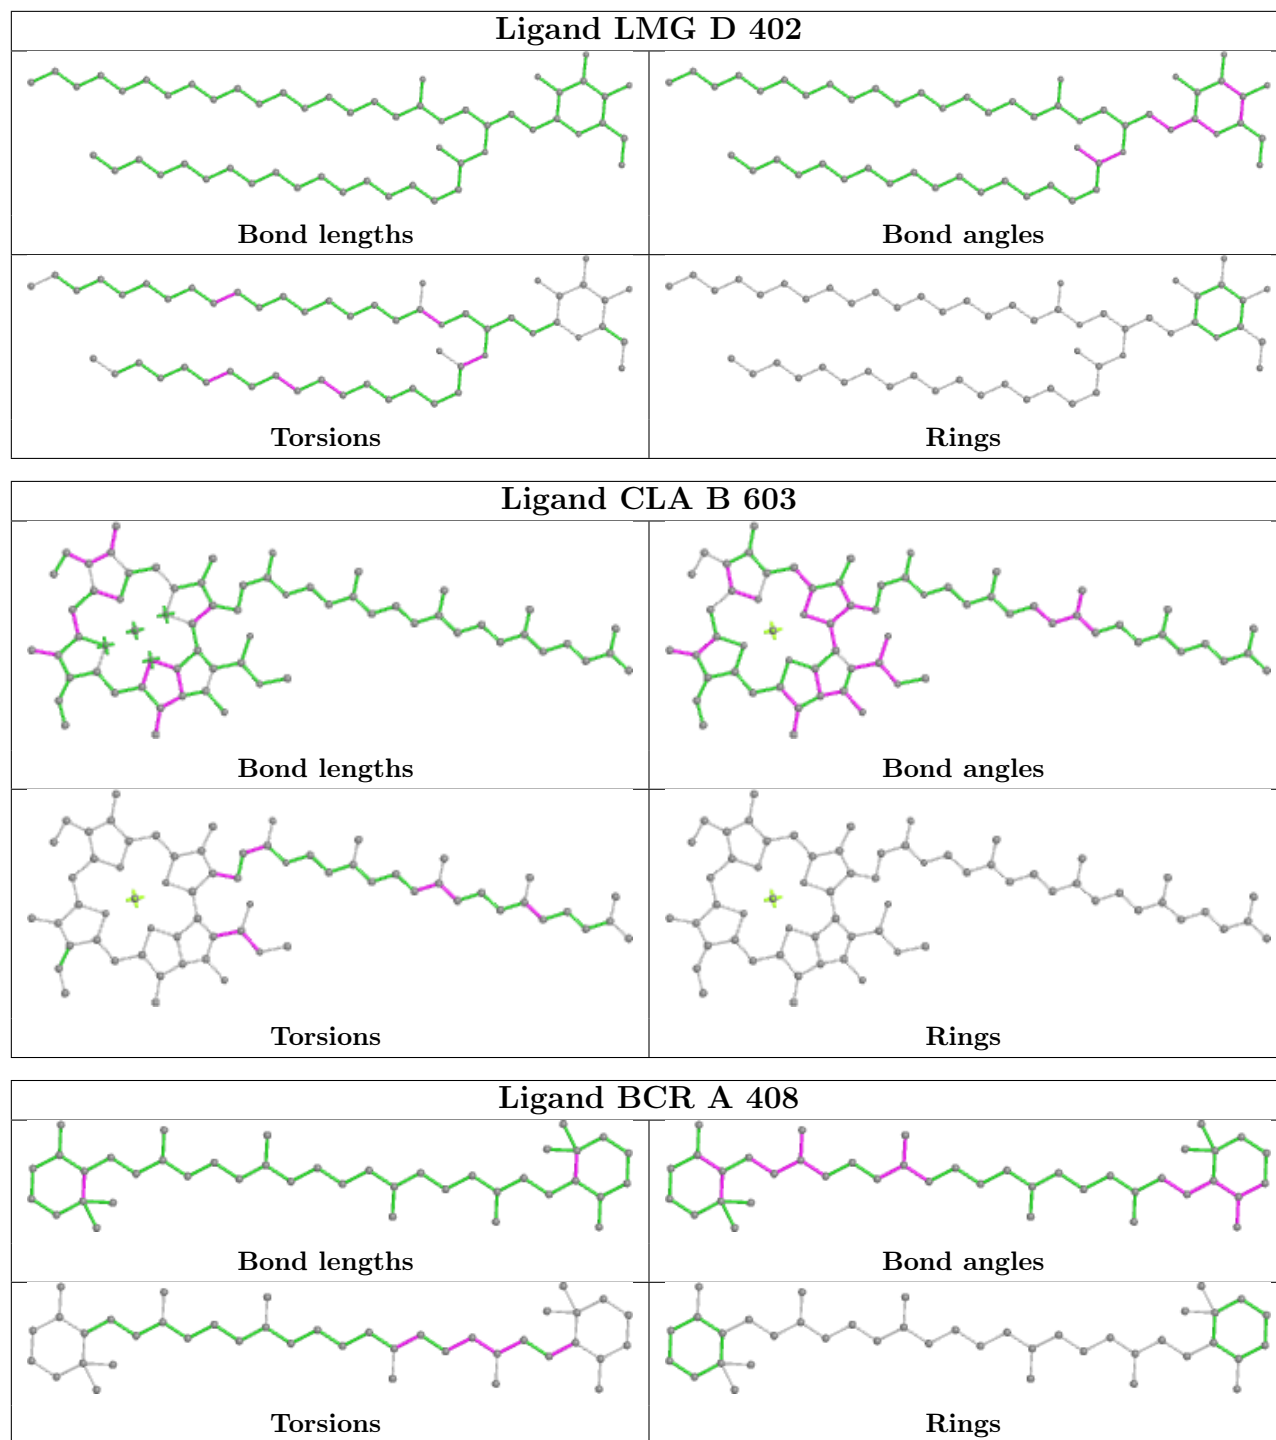 Ligand LMG D 402
Bond lengths
Bond angles
Torsions
Rings
Ligand CLA B 603
Bond lengths
Bond angles
Torsions
Rings
Ligand BCR A 408
Bond lengths
Bond angles
Torsions
Rings